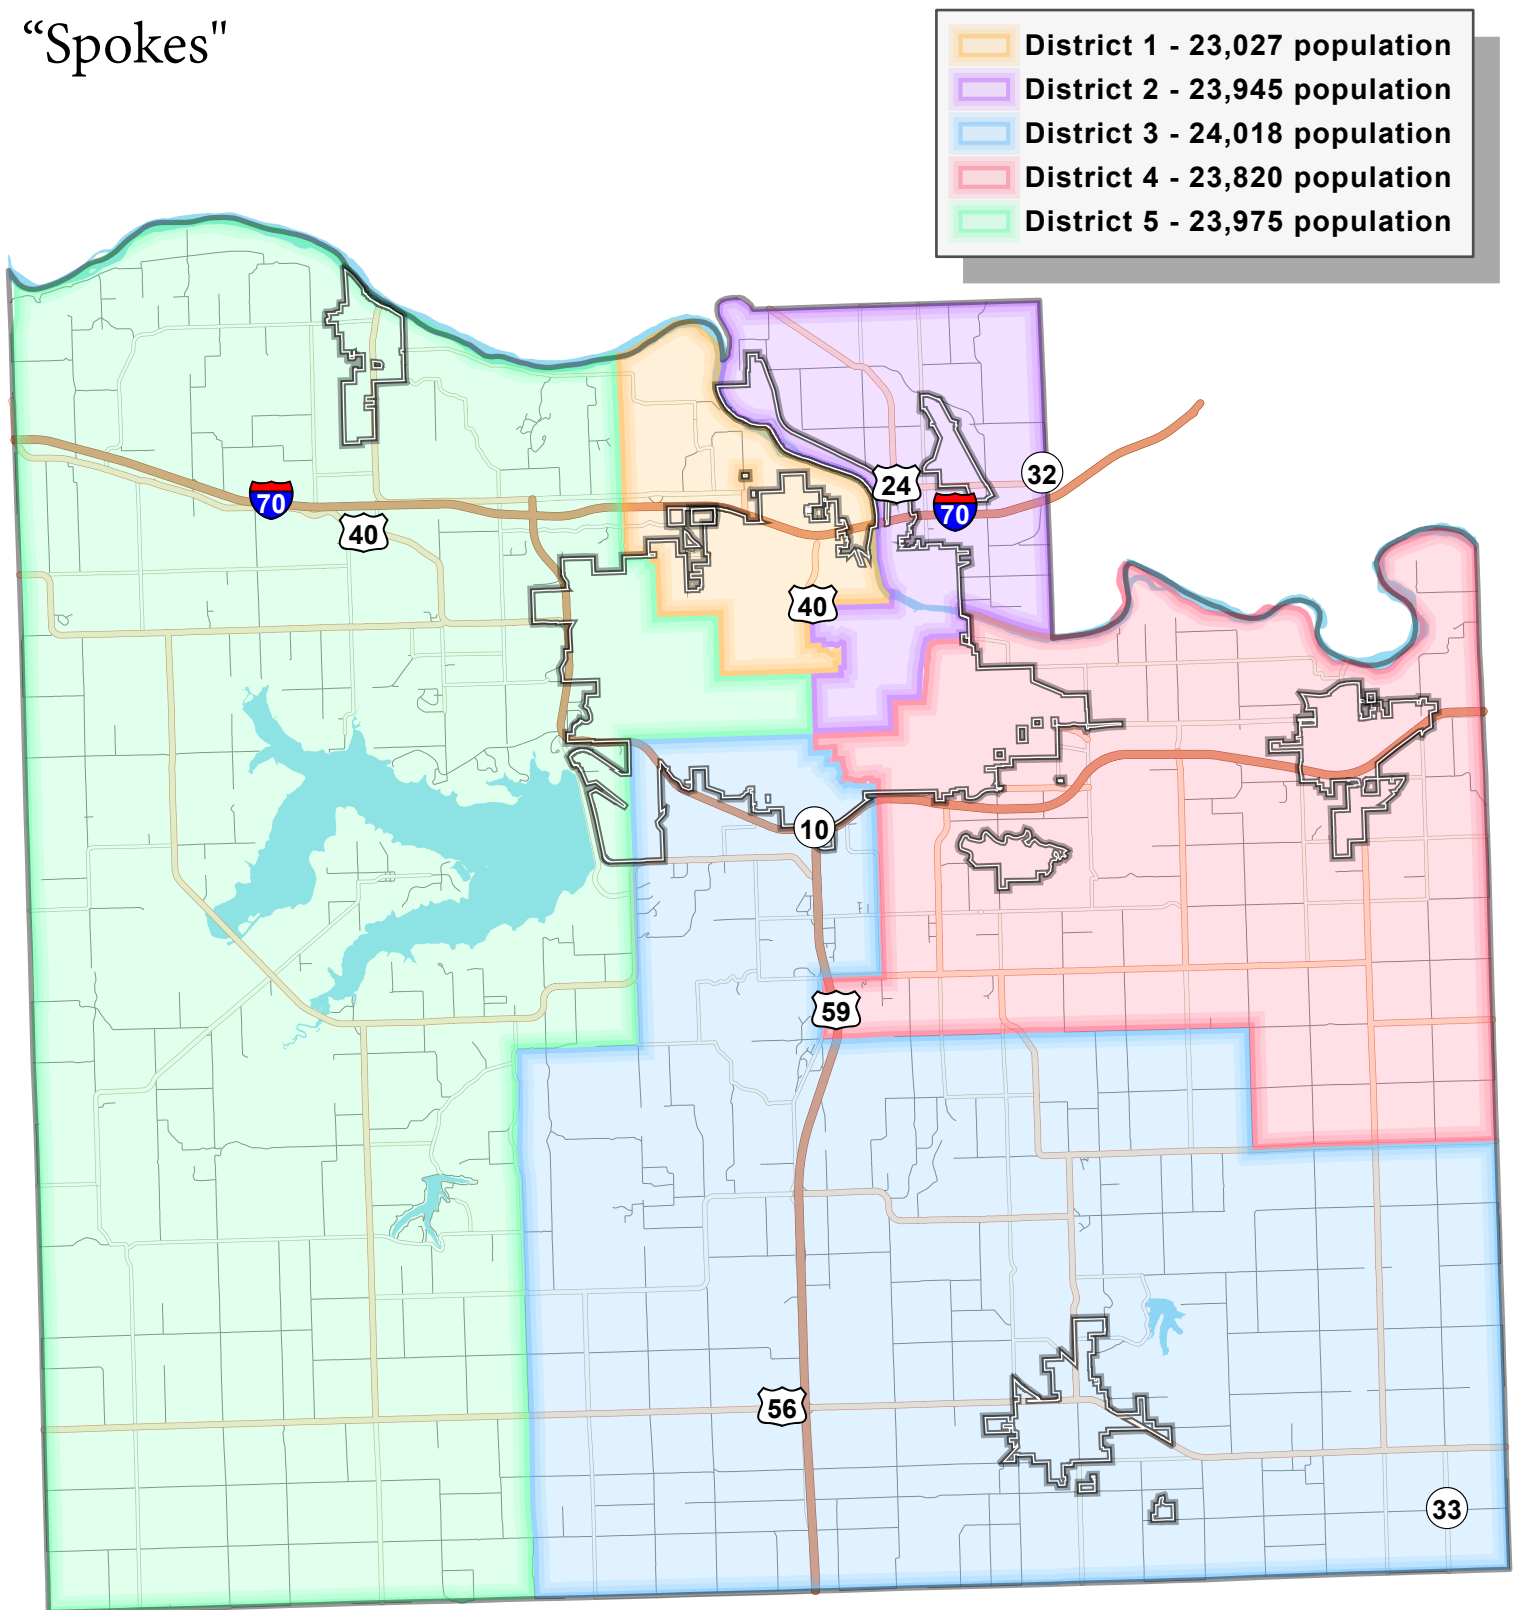 “Spokes"
District 1 - 23,027 population
District 2 - 23,945 population
District 3 - 24,018 population
District 4 - 23,820 population
District 5 - 23,975 population
32
24
70
70
40
40
10
59
56
33